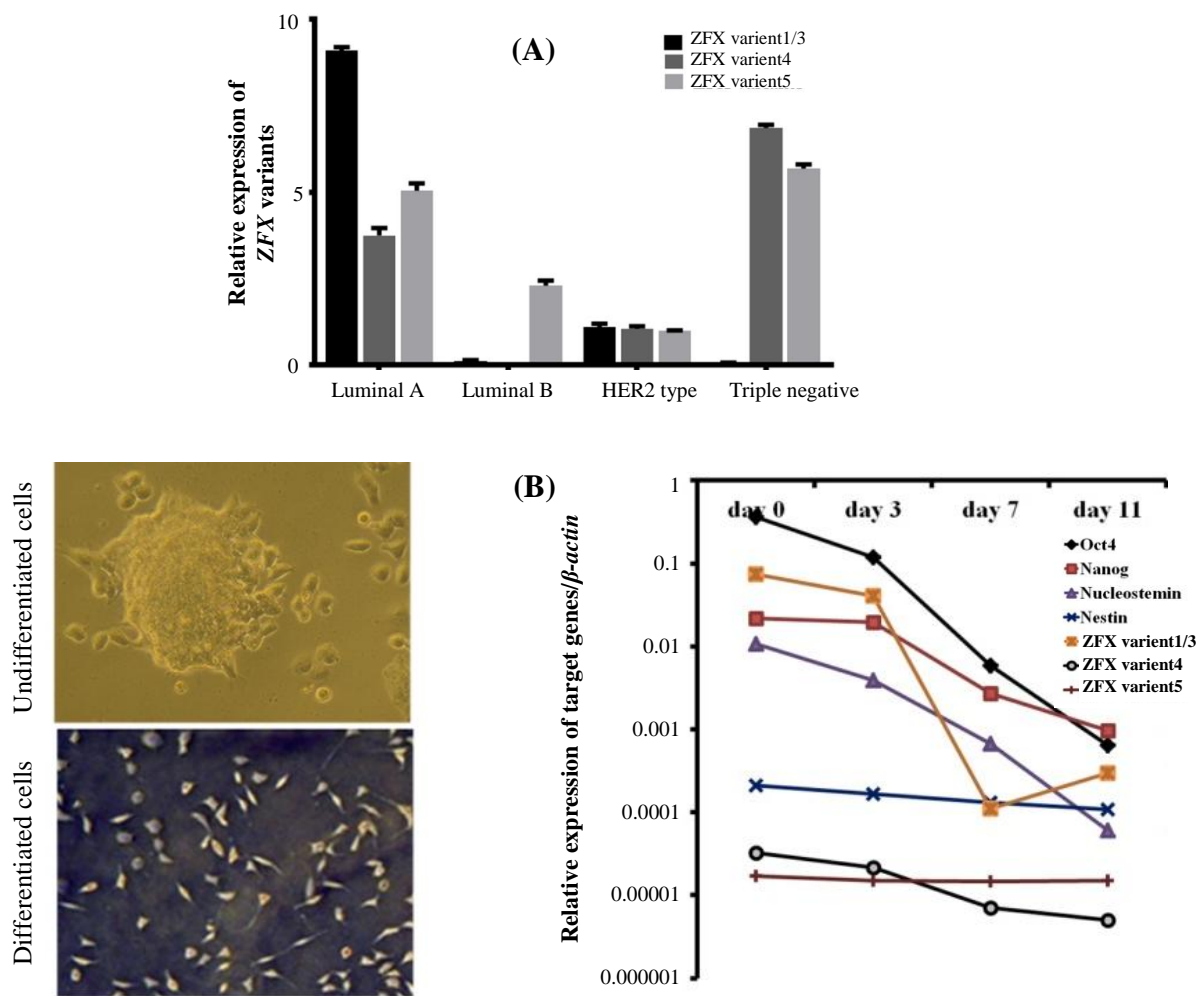 10
(A)
ZFX varient1/3
ZFX varient4
ZFX varient5
Relative expression of
ZFX variants
5
0
Luminal A
Luminal B
HER2 type
Triple negative
Undifferentiated cells
Differentiated cells
(B)
Relative expression of target genes/β-actin
1
0.1
0.01
0.001
0.0001
0.00001
0.000001
day 0
day 3
day 7
day 11
Oct4
Nanog
Nucleostemin
Nestin
ZFX varient1/3
ZFX varient4
ZFX varient5